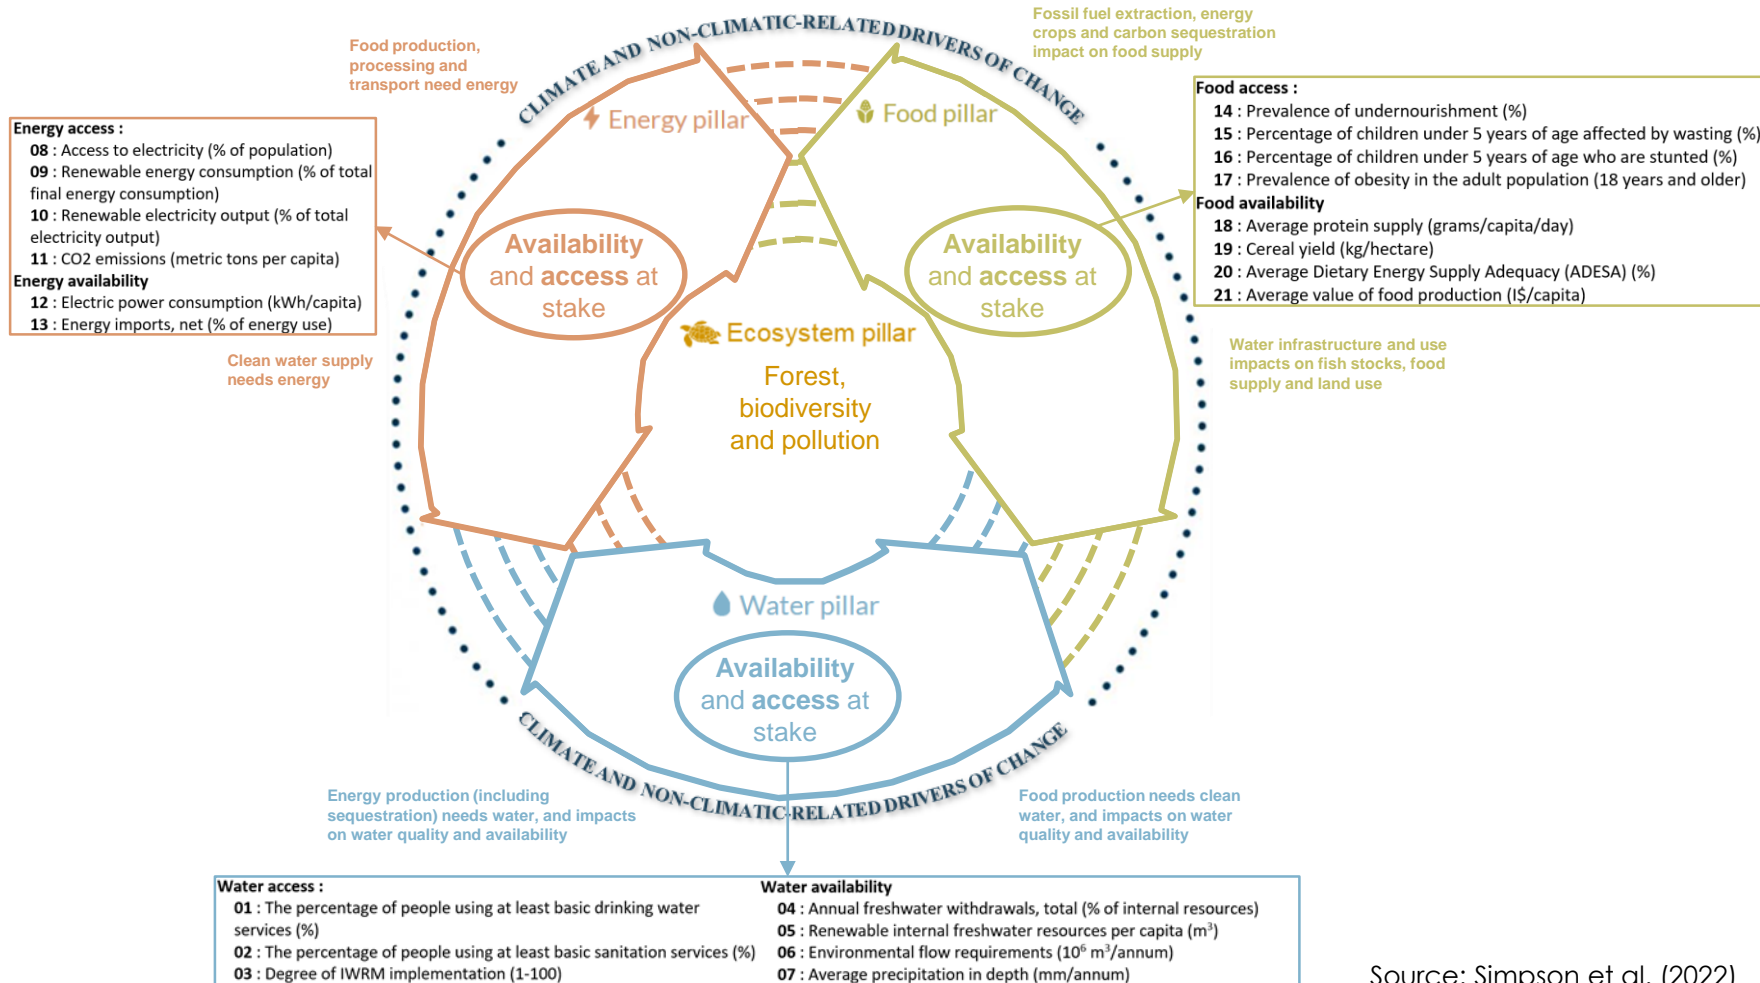 CLIMATE AND NON-CLIMATIC-RELATED DRIVERS OF CHANGE
Food production,
processing and
transport need energy
Fossil fuel extraction, energy
crops and carbon sequestration
impact on food supply
Energy access :
08 : Access to electricity (% of population)
09 : Renewable energy consumption (% of total
final energy consumption)
10 : Renewable electricity output (% of total
electricity output)
11 : CO2 emissions (metric tons per capita)
Energy availability
12 : Electric power consumption (kWh/capita)
13 : Energy imports, net (% of energy use)
Energy pillar
Availability
and access at
stake
Food pillar
Availability
and access at
stake
Food access :
14 : Prevalence of undernourishment (%)
15 : Percentage of children under 5 years of age affected by wasting (%)
16 : Percentage of children under 5 years of age who are stunted (%)
17 : Prevalence of obesity in the adult population (18 years and older)
Food availability
18 : Average protein supply (grams/capita/day)
19 : Cereal yield (kg/hectare)
20 : Average Dietary Energy Supply Adequacy (ADESA) (%)
21 : Average value of food production (I$/capita)
Clean water supply
needs energy
Ecosystem pillar
Forest,
biodiversity
and pollution
Water infrastructure and use
impacts on fish stocks, food
supply and land use
Water pillar
Availability
and access at
stake
CLIMATE AND NON-CLIMATIC-RELATED DRIVERS OF CHANGE
Energy production (including
sequestration) needs water, and impacts
on water quality and availability
Food production needs clean
water, and impacts on water
quality and availability
Water access :
01 : The percentage of people using at least basic drinking water
services (%)
02 : The percentage of people using at least basic sanitation services (%)
03 : Degree of IWRM implementation (1-100)
Water availability
04 : Annual freshwater withdrawals, total (% of internal resources)
05 : Renewable internal freshwater resources per capita (m³)
06 : Environmental flow requirements (10⁶ m³/annum)
07 : Average precipitation in depth (mm/annum)
Source: Simpson et al. (2022)